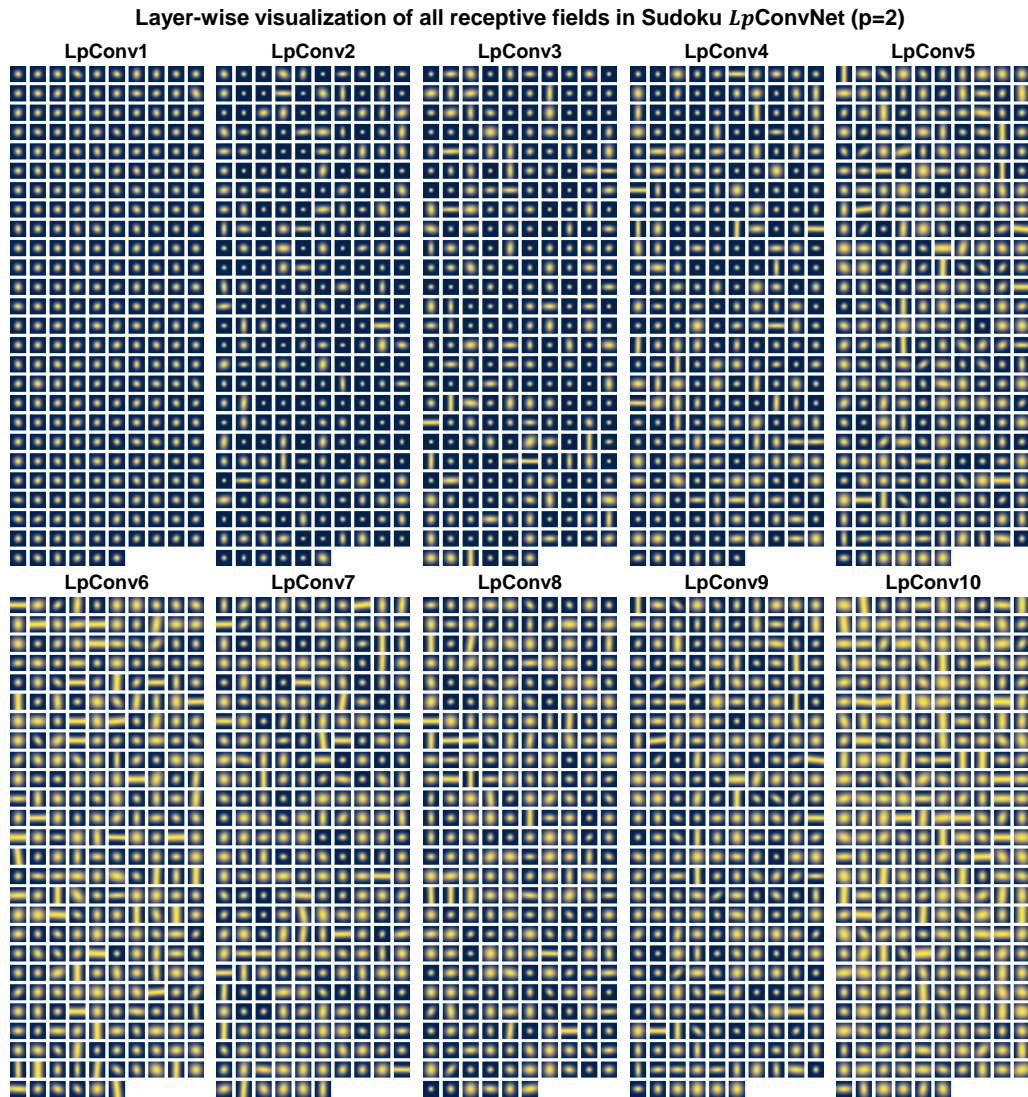 Layer-wise visualization of all receptive fields in Sudoku LpConvNet (p=2)
LpConv1 LpConv2 LpConv3 LpConv4 LpConv5
LpConv6 LpConv7 LpConv8 LpConv9 LpConv10